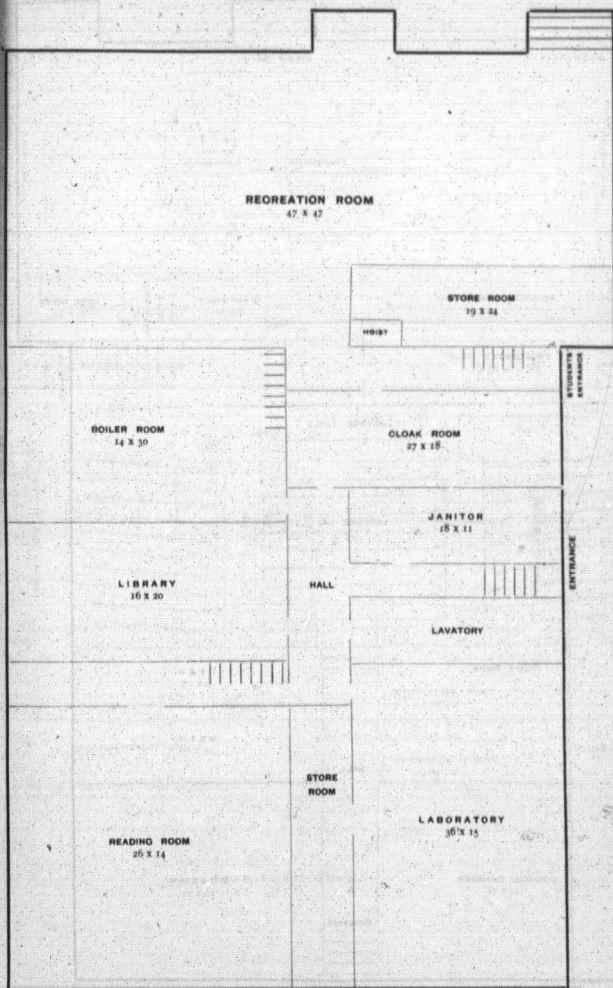 REOREATION ROOM
47 X 47
STORE ROOM
19 X 24
HOIST
STUDENTS'
ENTRANCE
BOILER ROOM
14 X 30
CLOAK ROOM
27 X 18
JANITOR
18 X 11
ENTRANCE
LIBRARY
16 X 20
HALL
LAVATORY
STORE
ROOM
READING ROOM
26 X 14
LABORATORY
36 X 15